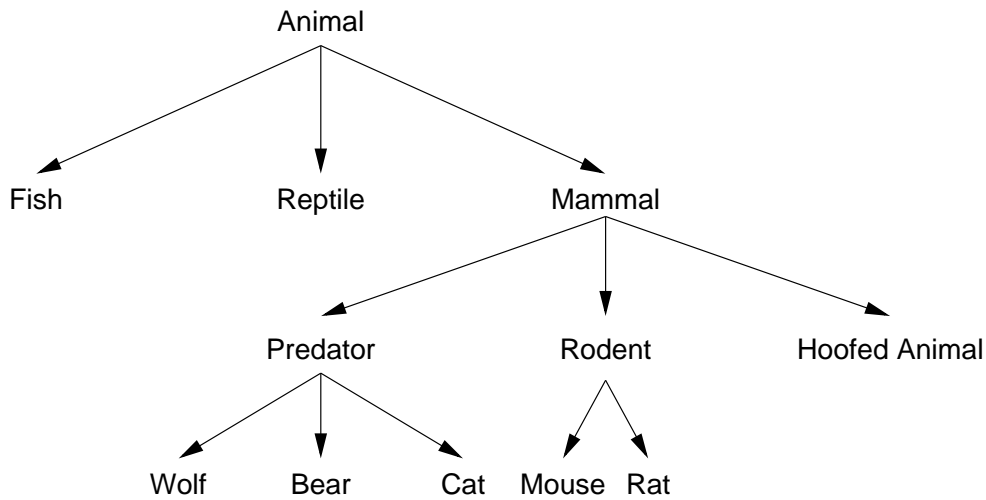 Animal
Fish Reptile Mammal
Predator Rodent Hoofed Animal
Wolf Bear Cat Mouse Rat